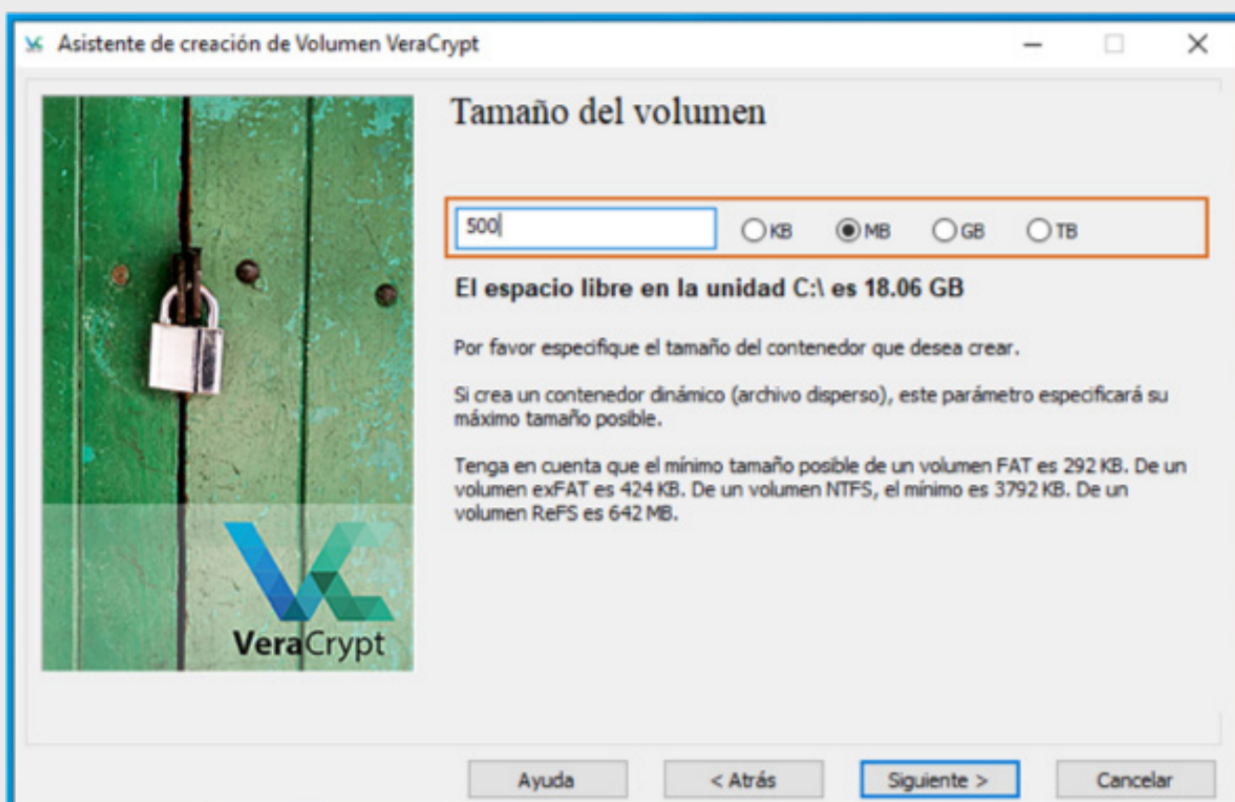 Asistente de creación de Volumen VeraCrypt
Tamaño del volumen
500 KB MB GB TB
El espacio libre en la unidad C:\ es 18.06 GB
Por favor especifique el tamaño del contenedor que desea crear.
Si crea un contenedor dinámico (archivo disperso), este parámetro especificará su
máximo tamaño posible.
Tenga en cuenta que el mínimo tamaño posible de un volumen FAT es 292 KB. De un
volumen exFAT es 424 KB. De un volumen NTFS, el mínimo es 3792 KB. De un
volumen ReFS es 642 MB.
VeraCrypt
Ayuda < Atrás Siguiente > Cancelar